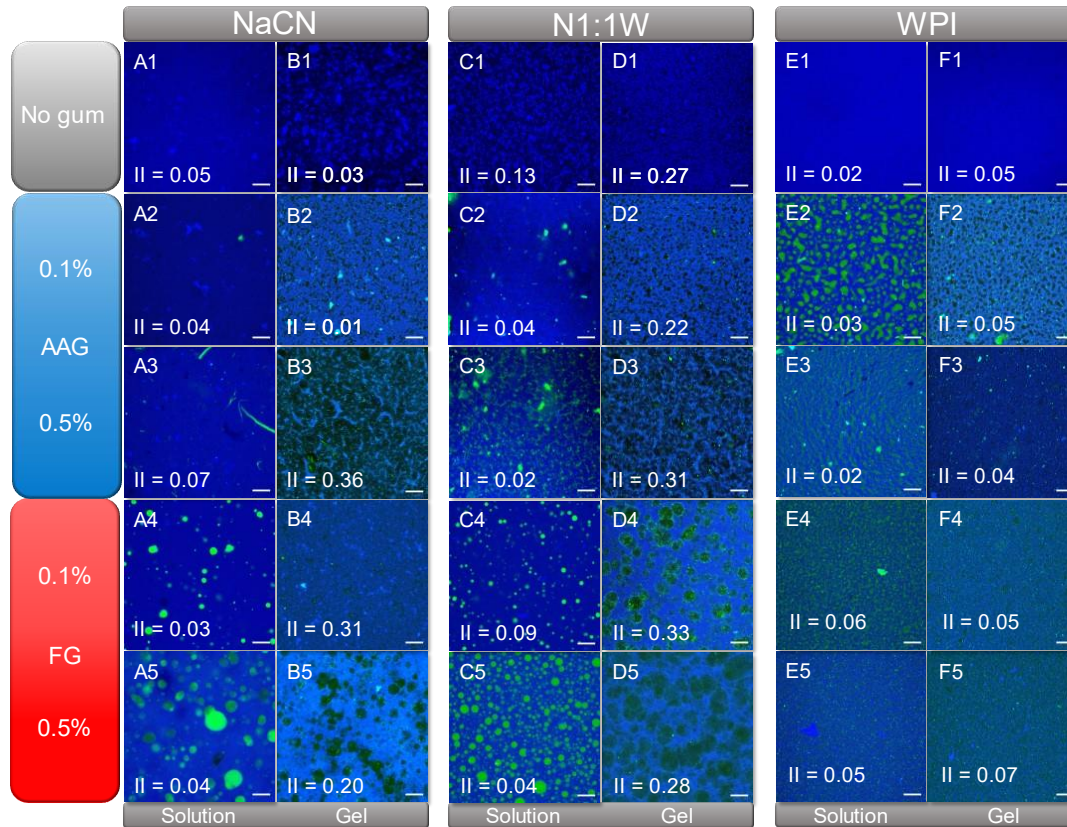 NaCN N1:1W WPI
No gum
A1 B1 C1 D1 E1 F1
II = 0.05 II = 0.03 II = 0.13 II = 0.27 II = 0.02 II = 0.05
A2 B2 C2 D2 E2 F2
0.1%
II = 0.04 II = 0.01 II = 0.04 II = 0.22 II = 0.03 II = 0.05
AAG
A3 B3 C3 D3 E3 F3
0.5%
II = 0.07 II = 0.36 II = 0.02 II = 0.31 II = 0.02 II = 0.04
A4 B4 C4 D4 E4 F4
0.1%
II = 0.03 II = 0.31 II = 0.09 II = 0.33 II = 0.06 II = 0.05
FG
A5 B5 C5 D5 E5 F5
0.5%
II = 0.04 II = 0.20 II = 0.04 II = 0.28 II = 0.05 II = 0.07
Solution Gel Solution Gel Solution Gel